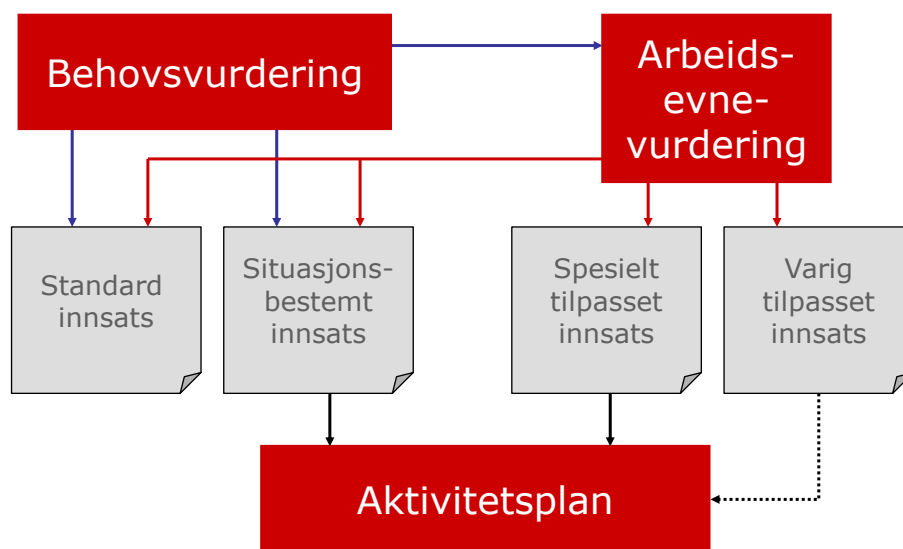 Behovsvurdering
Arbeids-
evne-
vurdering
Standard
innsats
Situasjons-
bestemt
innsats
Spesielt
tilpasset
innsats
Varig
tilpasset
innsats
Aktivitetsplan